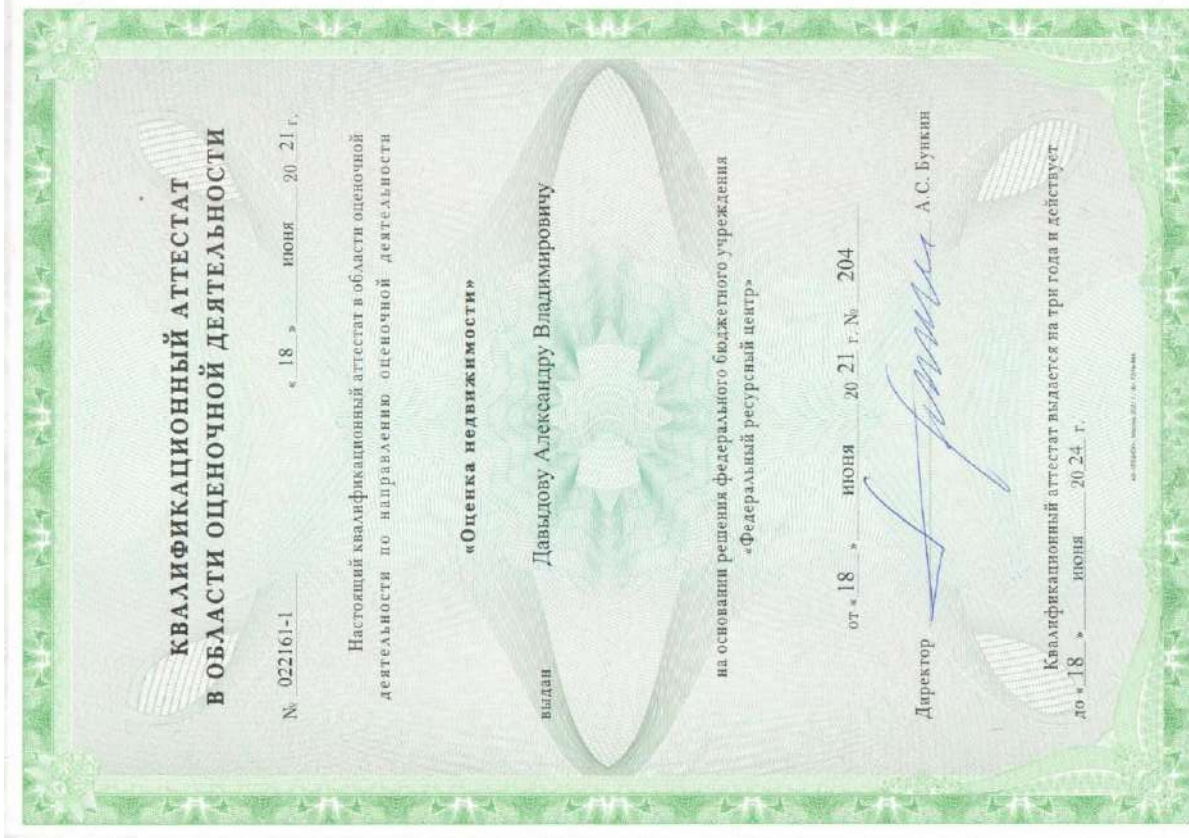 КВАЛИФИКАЦИОННЫЙ АТТЕСТАТ
В ОБЛАСТИ ОЦЕНОЧНОЙ ДЕЯТЕЛЬНОСТИ
№ 022161-1 « 18 » июня 20 21 г.
Настоящий квалификационный аттестат в области оценочной
деятельности по направлению оценочной деятельности
«Оценка недвижимости»
выдан Давыдову Александру Владимировичу
на основании решения федерального бюджетного учреждения
«Федеральный ресурсный центр»
от « 18 » июня 20 21 г. № 204
Директор А.С. Бункин
Квалификационный аттестат выдается на три года и действует
до « 18 » июня 20 24 г.